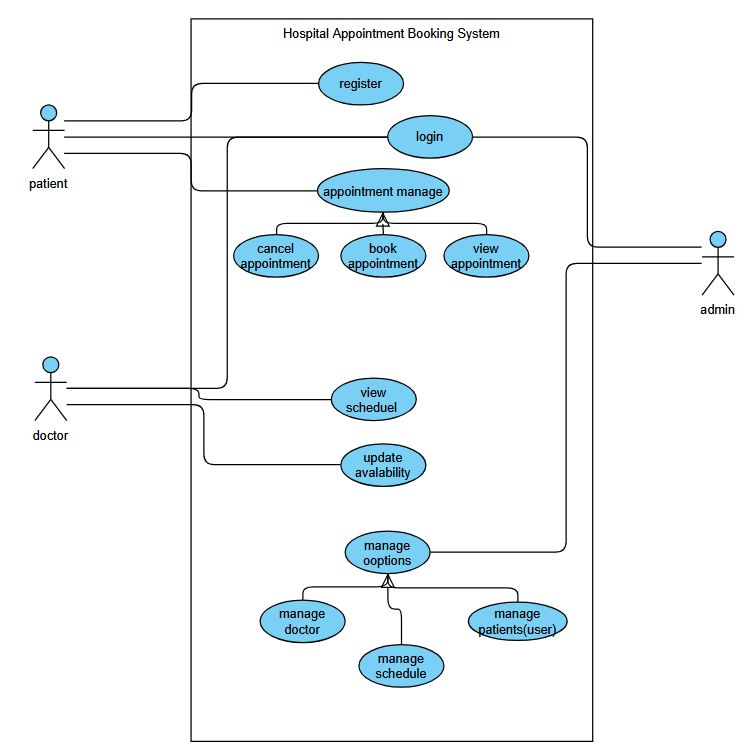 Hospital Appointment Booking System
register
login
patient
appointment manage
cancel
appointment
book
appointment
view
appointment
admin
view
scheduel
doctor
update
avalability
manage
ooptions
manage
doctor
manage
patients(user)
manage
schedule